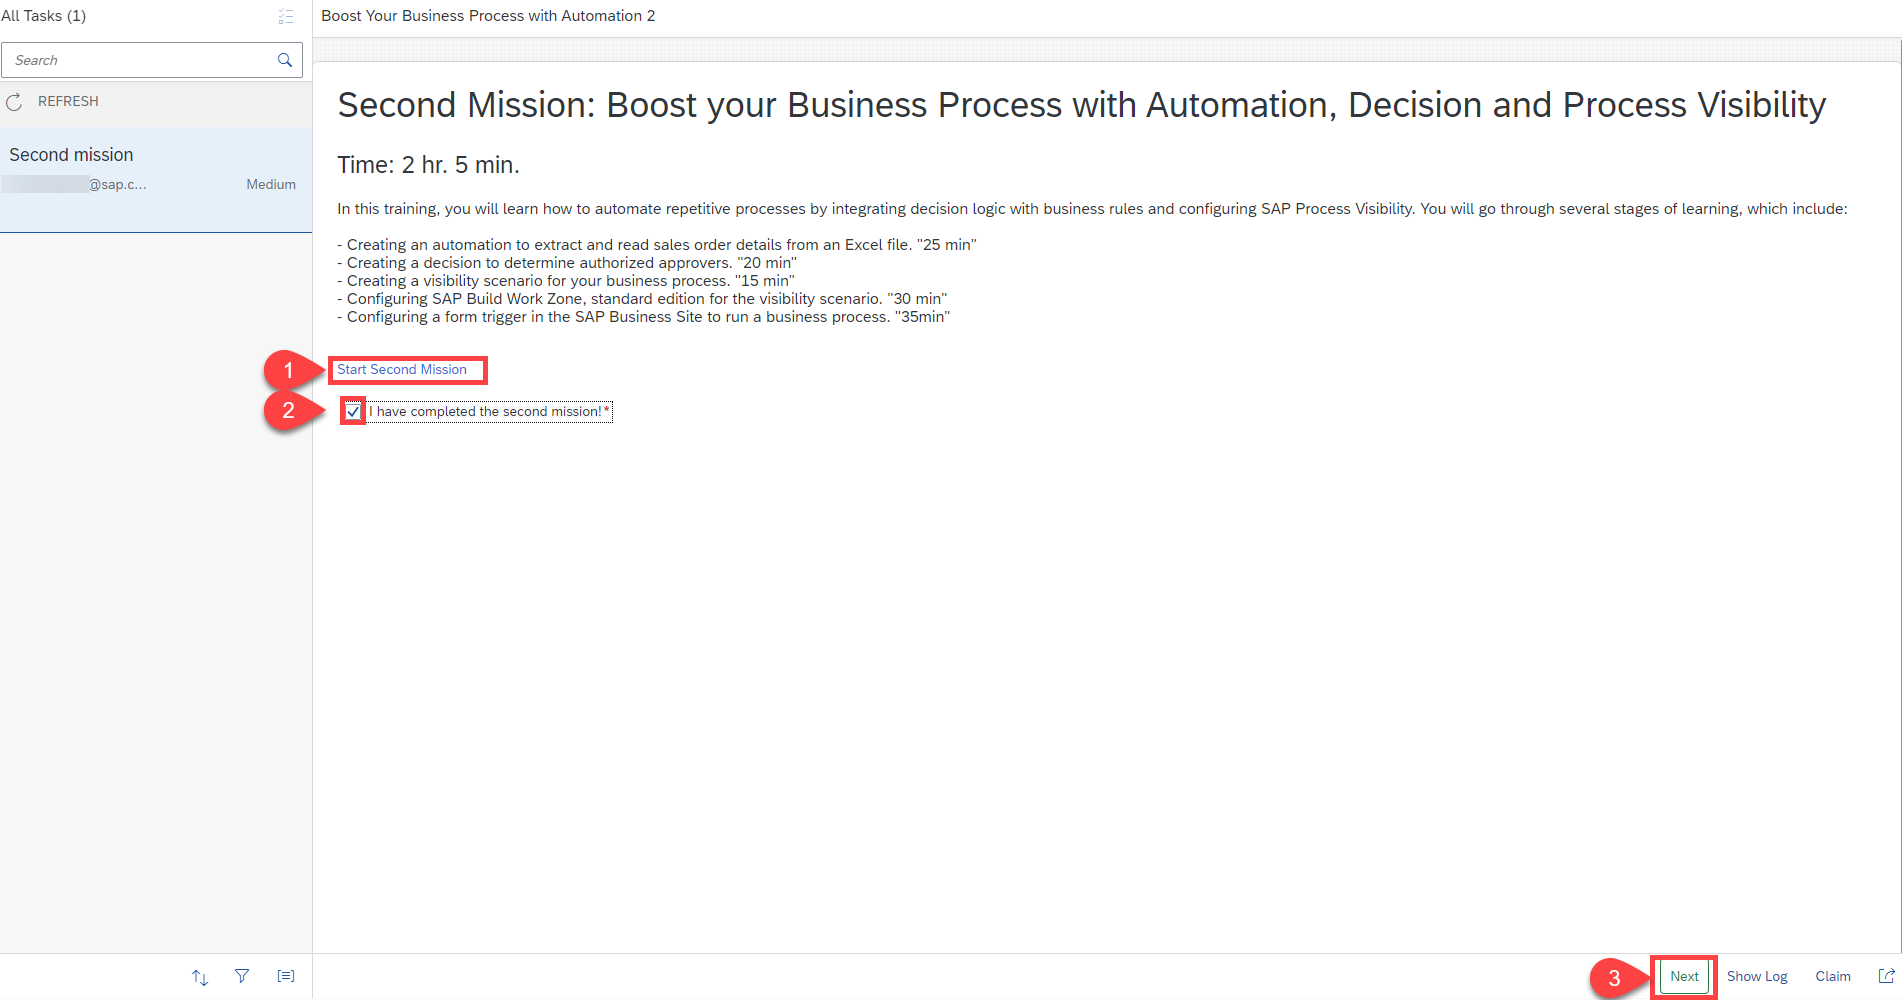 All Tasks (1)
Boost Your Business Process with Automation 2
Search
REFRESH
Second mission
@sap.c...
Medium
Second Mission: Boost your Business Process with Automation, Decision and Process Visibility
Time: 2 hr. 5 min.
In this training, you will learn how to automate repetitive processes by integrating decision logic with business rules and configuring SAP Process Visibility. You will go through several stages of learning, which include:
- Creating an automation to extract and read sales order details from an Excel file. "25 min"
- Creating a decision to determine authorized approvers. "20 min"
- Creating a visibility scenario for your business process. "15 min"
- Configuring SAP Build Work Zone, standard edition for the visibility scenario. "30 min"
- Configuring a form trigger in the SAP Business Site to run a business process. "35min"
1
Start Second Mission
2
I have completed the second mission!*
3
Next
Show Log
Claim